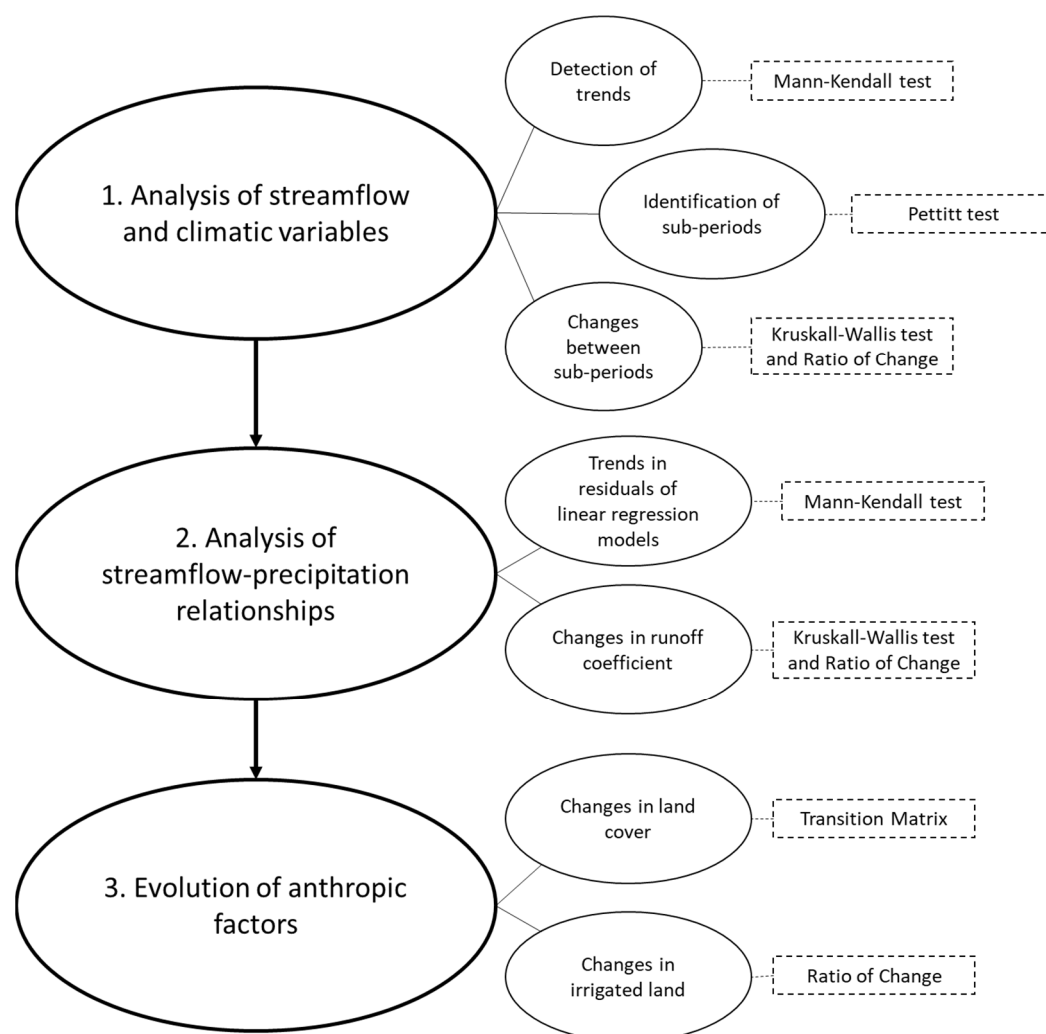 Detection of
trends
Mann-Kendall test
1. Analysis of streamflow
and climatic variables
Identification of
sub-periods
Pettitt test
Changes
between
sub-periods
Kruskall-Wallis test
and Ratio of Change
2. Analysis of
streamflow-precipitation
relationships
Trends in
residuals of
linear regression
models
Mann-Kendall test
Changes in runoff
coefficient
Kruskall-Wallis test
and Ratio of Change
3. Evolution of anthropic
factors
Changes in land
cover
Transition Matrix
Changes in
irrigated land
Ratio of Change